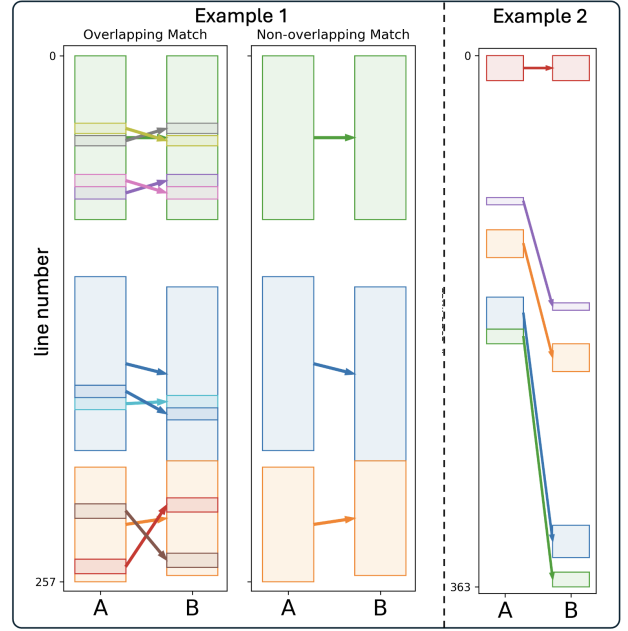 Example 1
Overlapping Match
Non-overlapping Match
Example 2
line number
0
257
A
B
A
B
0
363
A
B